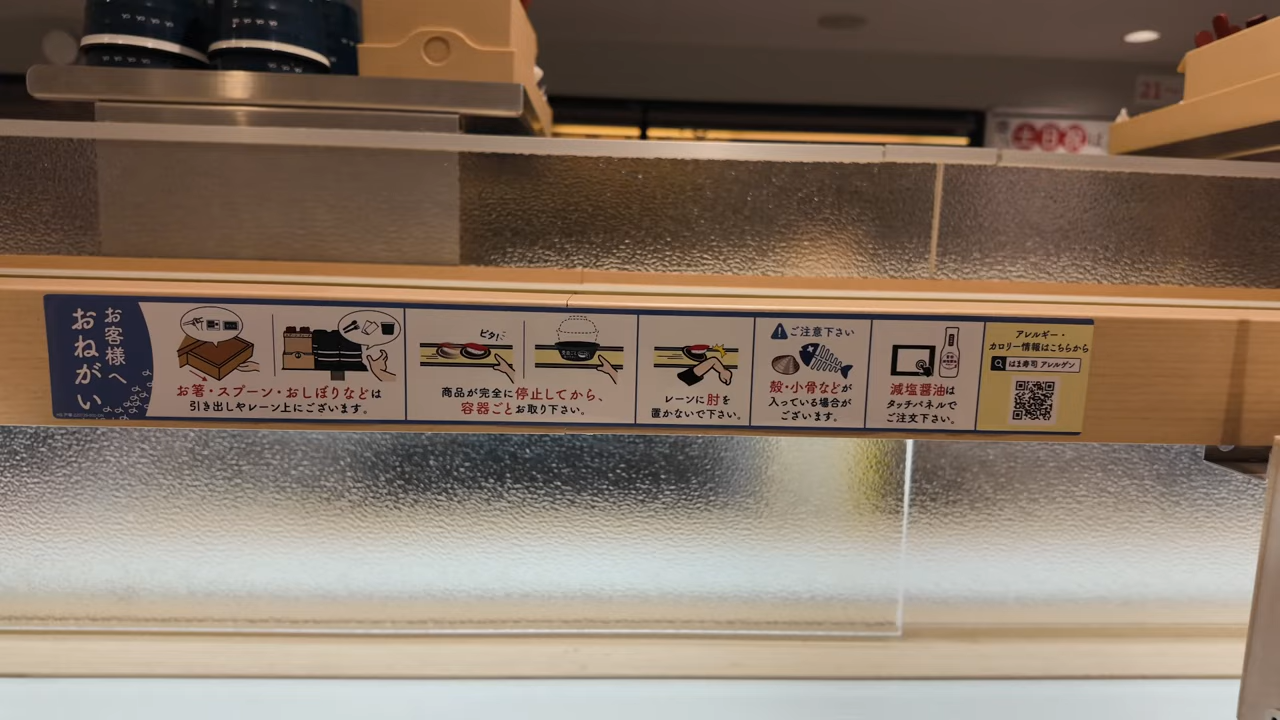 お客様へ
おねがい
お箸・スプーン・おしぼりなどは
引き出しやレーン上にございます。
ピタ!
商品が完全に停止してから、
容器ごとお取り下さい。
レーンに肘を
置かないで下さい。
ご注意下さい
殻・小骨などが
入っている場合が
ございます。
減塩醤油は
タッチパネルで
ご注文下さい。
アレルギー・
カロリー情報はこちらから
はま寿司 アレルゲン
21
土日祝は